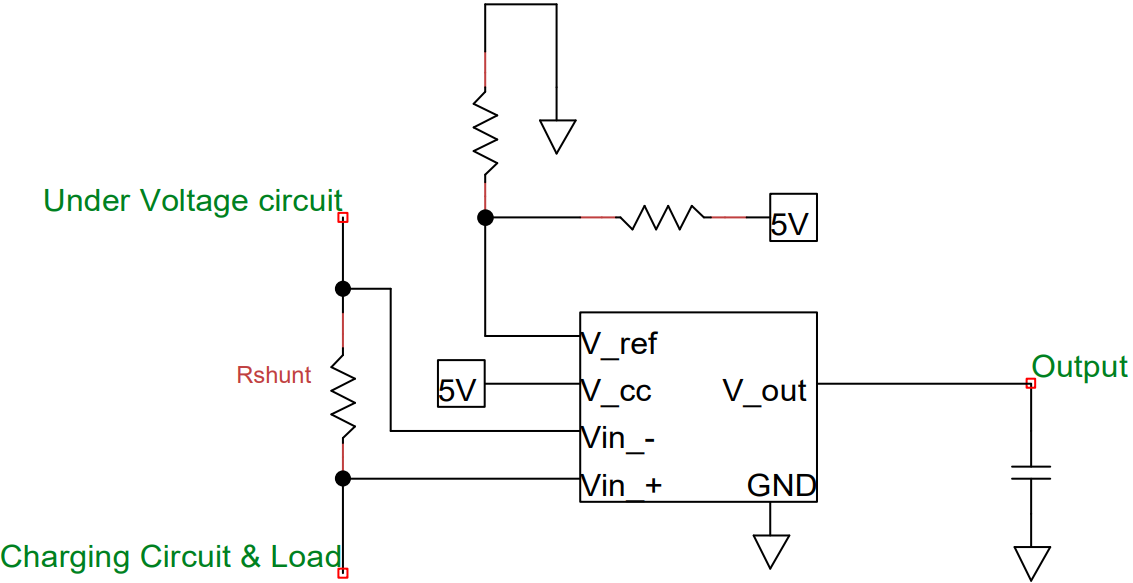 Under Voltage circuit
5V
V_ref
Rshunt
5V
V_cc
V_out
Output
Vin_-
Vin_+
GND
Charging Circuit & Load